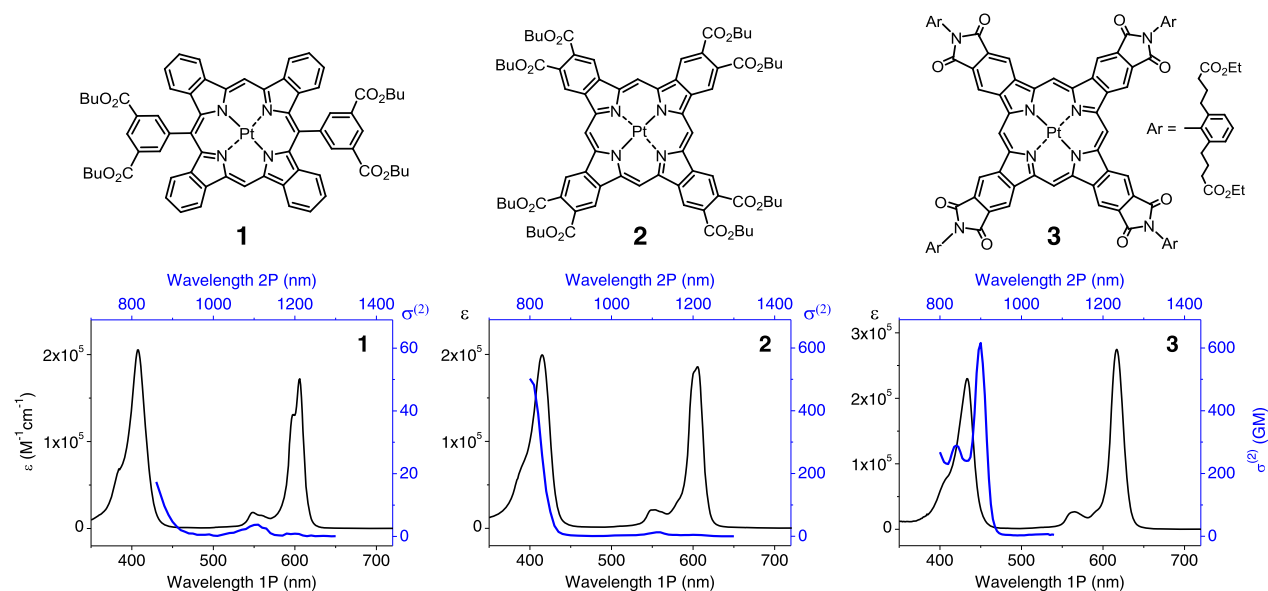 BuO₂C
CO₂Bu
BuO₂C
CO₂Bu
N
N
N
N
Pt
1
CO₂Bu
BuO₂C
CO₂Bu
BuO₂C
N
N
N
N
Pt
BuO₂C
CO₂Bu
BuO₂C
CO₂Bu
2
Ar
O
N
O
O
N
O
Ar
N
N
N
N
Pt
O
N
O
Ar
O
N
O
Ar
3
CO₂Et
Ar =
CO₂Et
Wavelength 2P (nm)
800 1000 1200 1400
σ⁽²⁾
1
2x10⁵
1x10⁵
0
ε (M⁻¹cm⁻¹)
60
40
20
0
400 500 600 700
Wavelength 1P (nm)
Wavelength 2P (nm)
800 1000 1200 1400
ε
σ⁽²⁾
2
2x10⁵
1x10⁵
0
600
400
200
0
400 500 600 700
Wavelength 1P (nm)
Wavelength 2P (nm)
800 1000 1200 1400
ε
3
3x10⁵
2x10⁵
1x10⁵
0
600
400
200
0
σ⁽²⁾ (GM)
400 500 600 700
Wavelength 1P (nm)